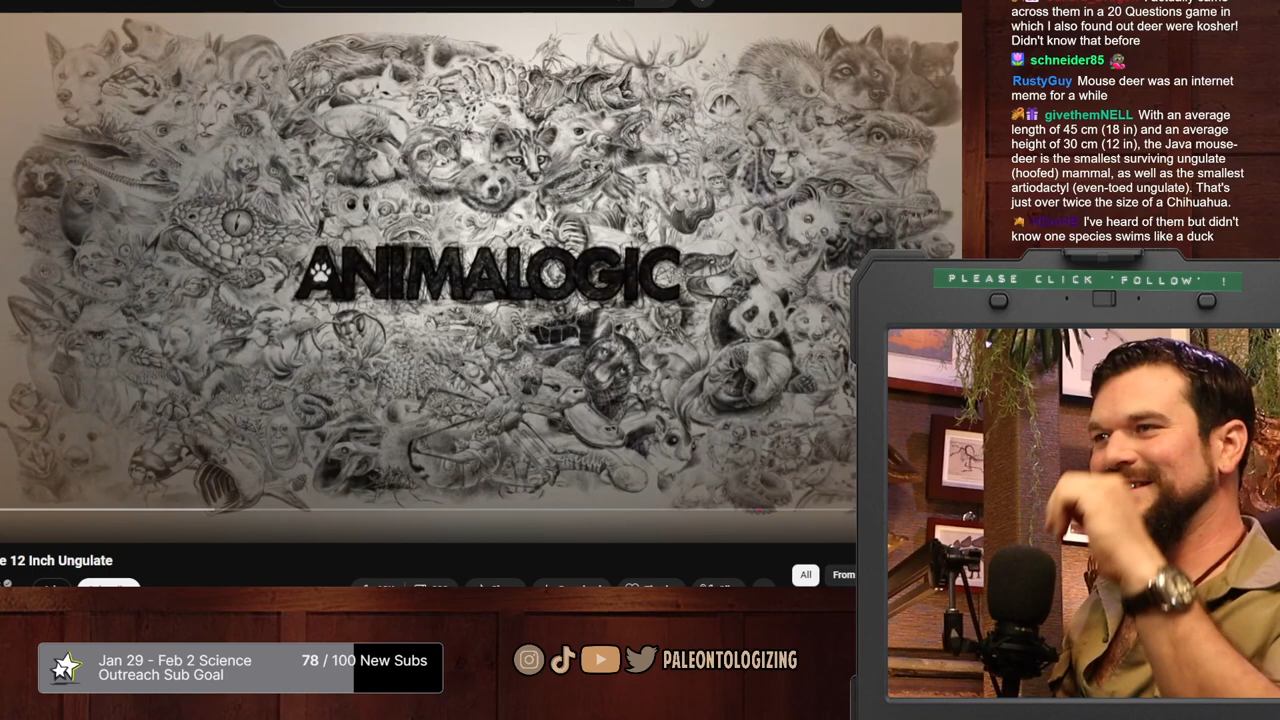 across them in a 20 Questions game in
which I also found out deer were kosher!
Didn't know that before
schneider85
RustyGuy Mouse deer was an internet
meme for a while
givethemNELL With an average
length of 45 cm (18 in) and an average
height of 30 cm (12 in), the Java mouse-
deer is the smallest surviving ungulate
(hoofed) mammal, as well as the smallest
artiodactyl (even-toed ungulate). That's
just over twice the size of a Chihuahua.
I've heard of them but didn't
know one species swims like a duck
ANIMALOGIC
PLEASE CLICK 'FOLLOW' !
e 12 Inch Ungulate
All
From
Jan 29 - Feb 2 Science
Outreach Sub Goal
78 / 100 New Subs
PALEONTOLOGIZING